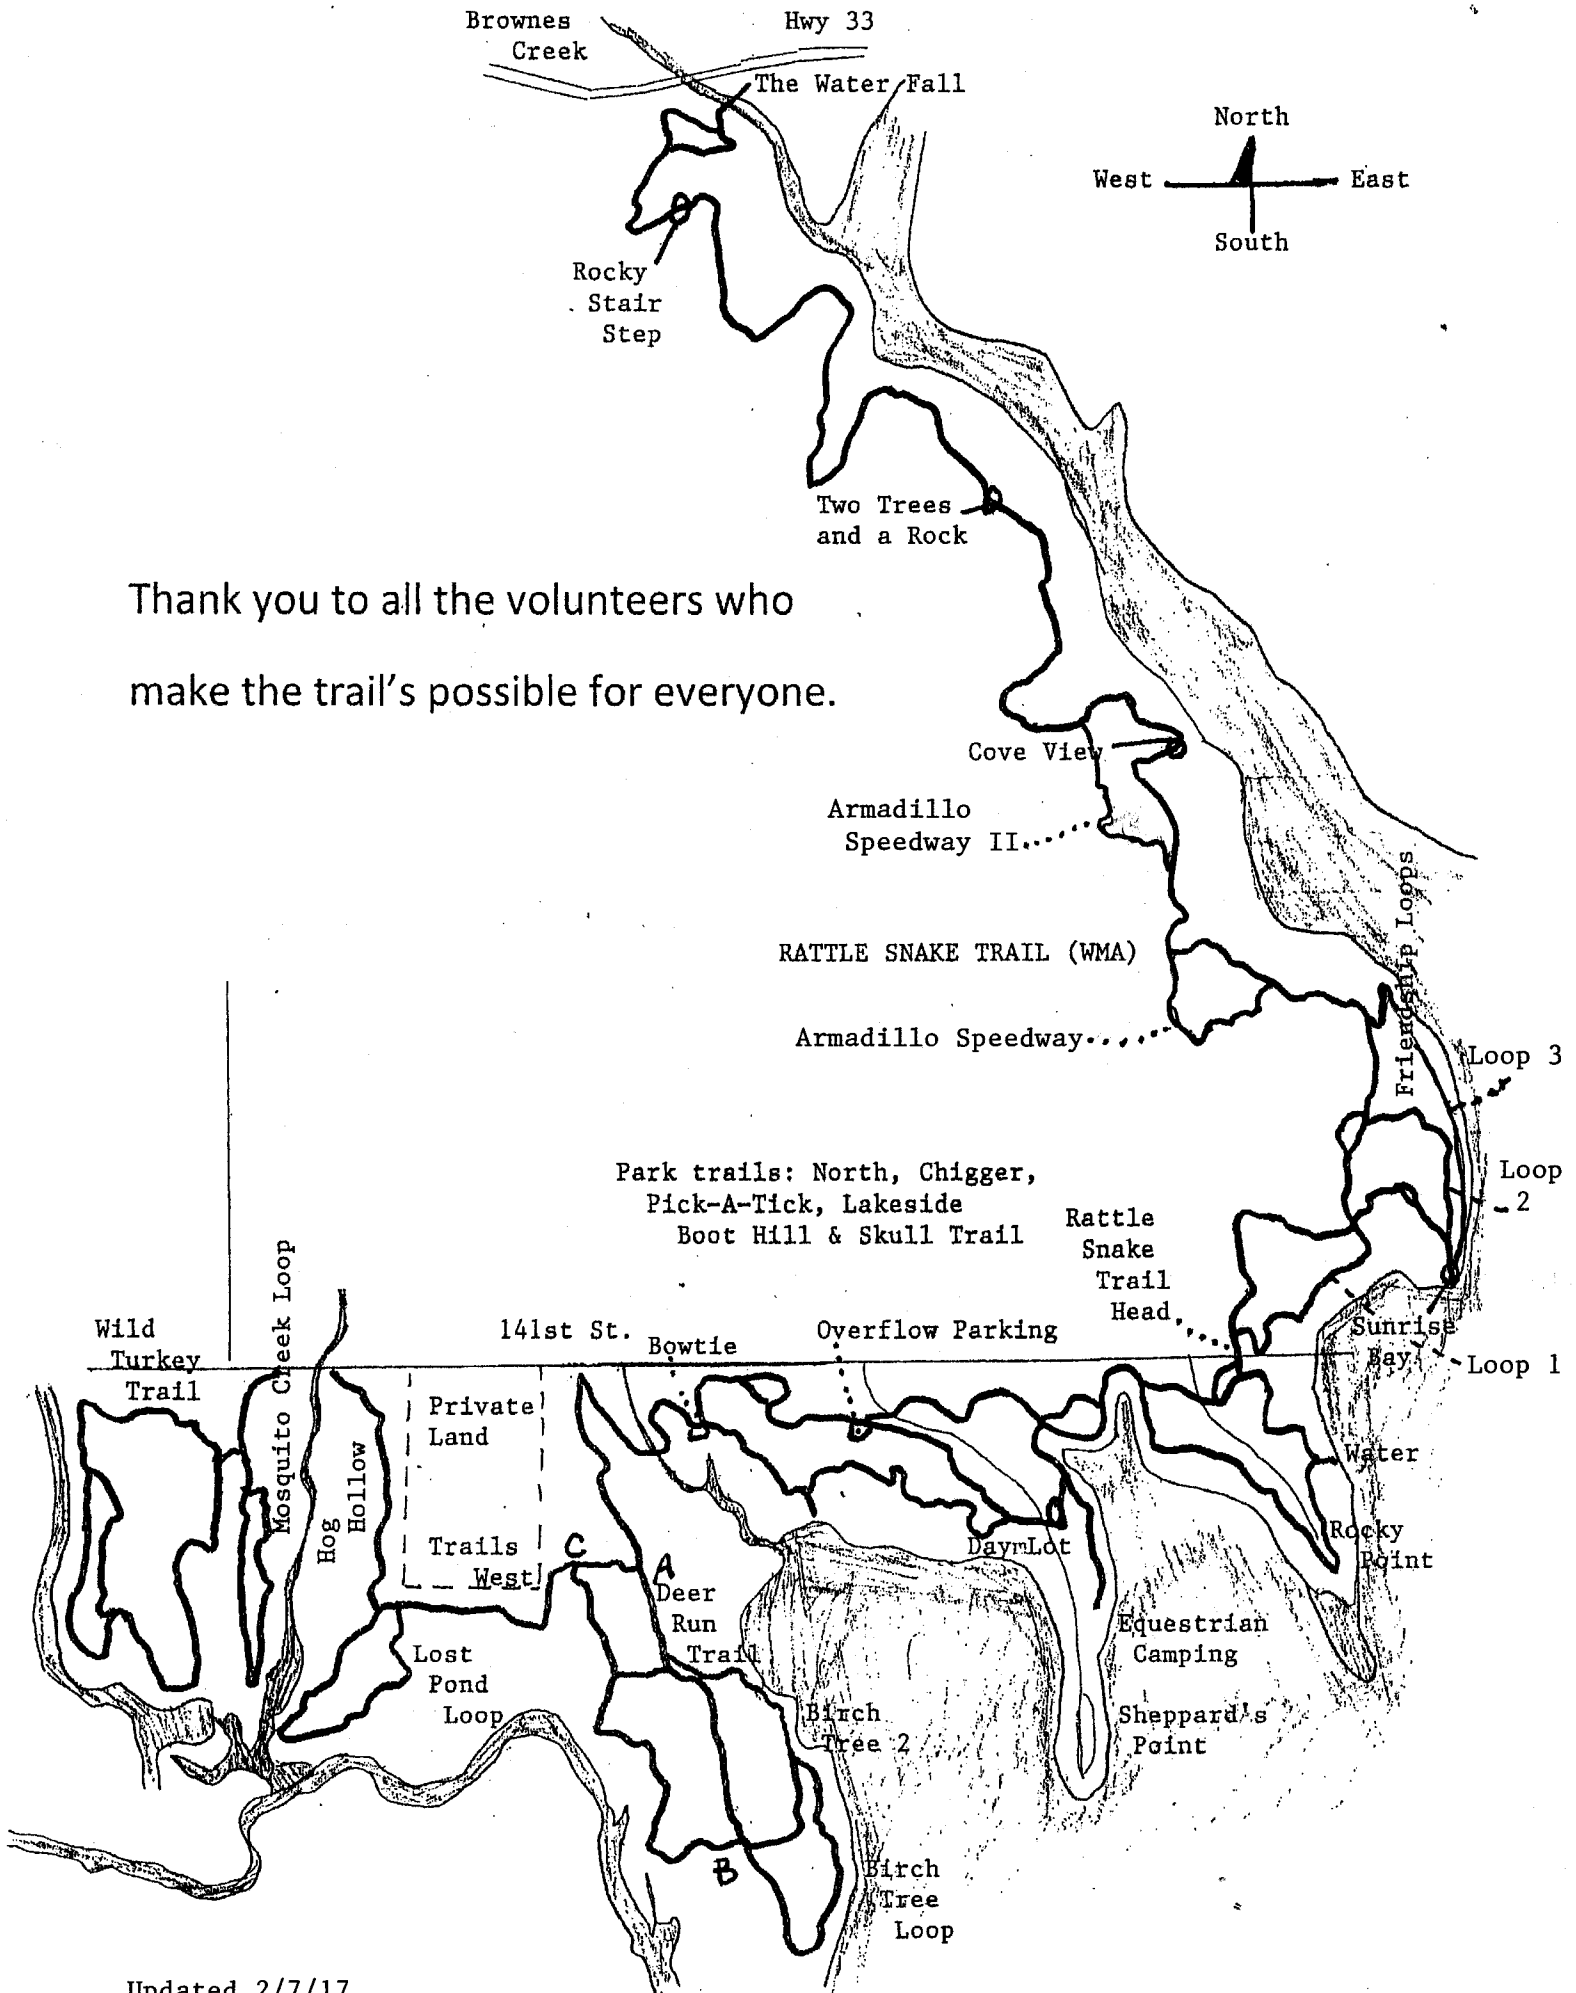 Brownes
Creek
Hwy 33
The Water Fall
North
West
East
South
Rocky
Stair
Step
Two Trees
and a Rock
Thank you to all the volunteers who
make the trail's possible for everyone.
Cove View
Armadillo
Speedway II
Friendship Loops
RATTLE SNAKE TRAIL (WMA)
Armadillo Speedway
Loop 3
Park trails: North, Chigger,
Pick-A-Tick, Lakeside
Boot Hill & Skull Trail
Loop
2
Rattle
Snake
Trail
Head
Mosquito Creek Loop
Wild
Turkey
Trail
141st St.
Bowtie
Overflow Parking
Sunrise
Bay
Loop 1
Private
Land
Hog
Hollow
Water
Trails
West
C
A
Day Lot
Rocky
Point
Deer
Run
Trail
Equestrian
Camping
Lost
Pond
Loop
Birch
Tree 2
Sheppard's
Point
B
Birch
Tree
Loop
Updated 2/7/17